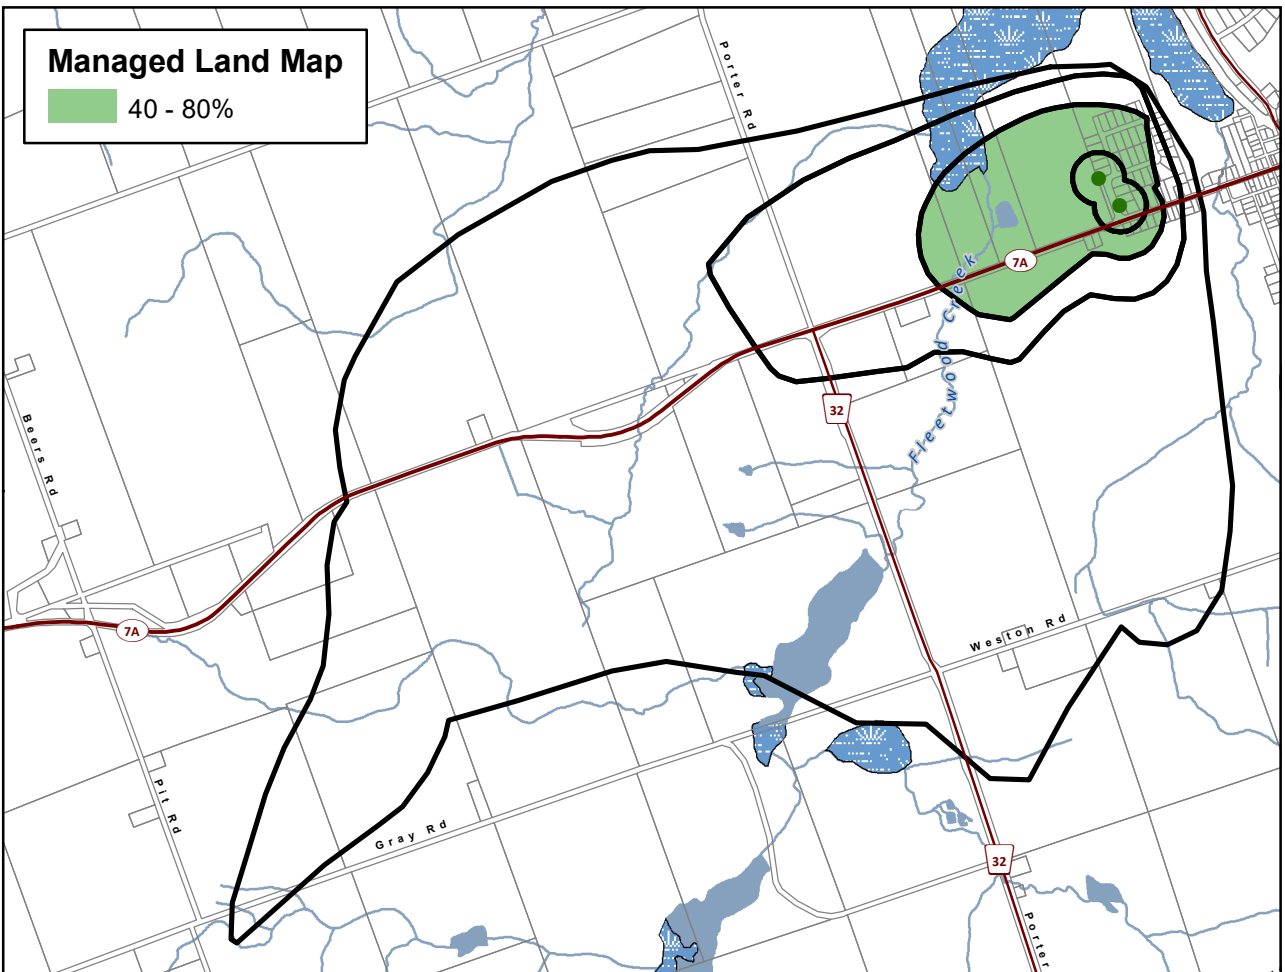 Managed Land Map
40 - 80%
Porter Rd
7A
Fleetwood Creek
32
Beers Rd
7A
Weston Rd
Pit Rd
Gray Rd
32
Porter